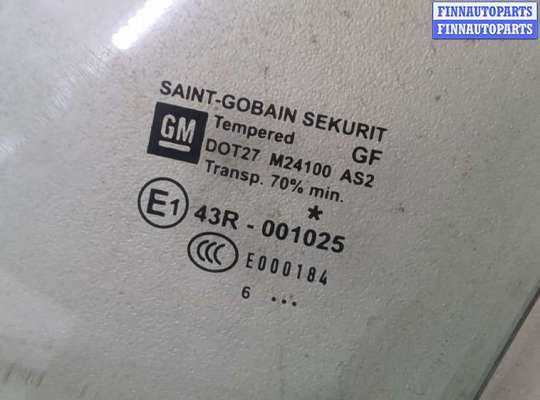 FINNAUTOPARTS
FINNAUTOPARTS
SAINT-GOBAIN SEKURIT
GM Tempered GF
DOT27 M24100 AS2
Transp. 70% min.
*
E1 43R - 001025
CCC E000184
6 ...